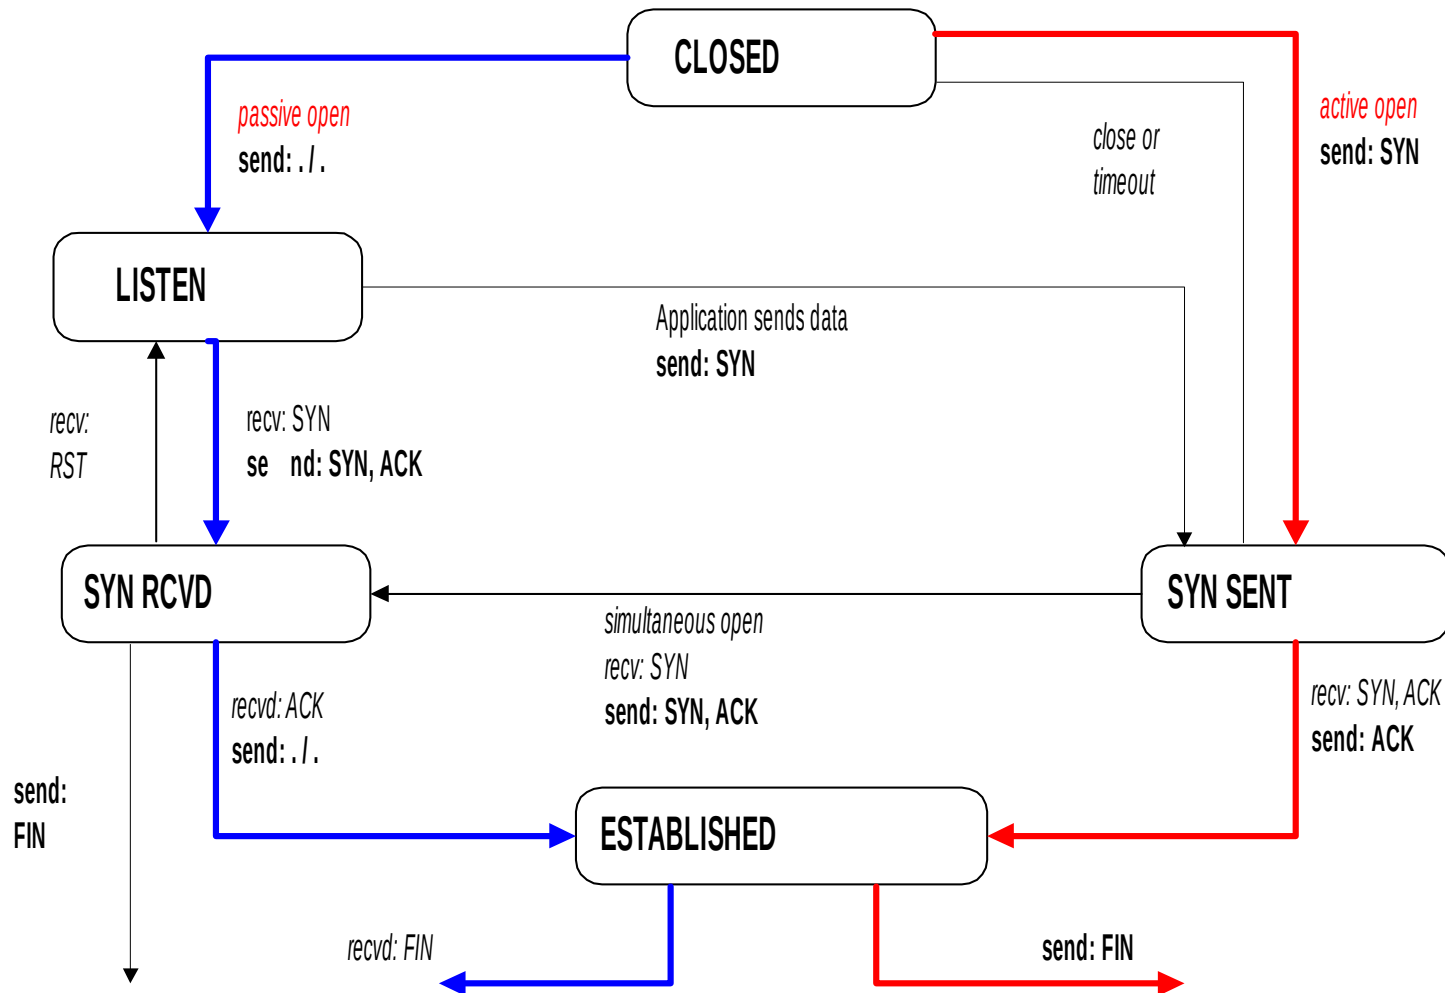 CLOSED
passive open
send: . / .
close or
timeout
active open
send: SYN
LISTEN
Application sends data
send: SYN
recv:
RST
recv: SYN
se nd: SYN, ACK
SYN RCVD
SYN SENT
simultaneous open
recv: SYN
send: SYN, ACK
recvd: ACK
send: . / .
recv: SYN, ACK
send: ACK
send:
FIN
ESTABLISHED
recvd: FIN
send: FIN